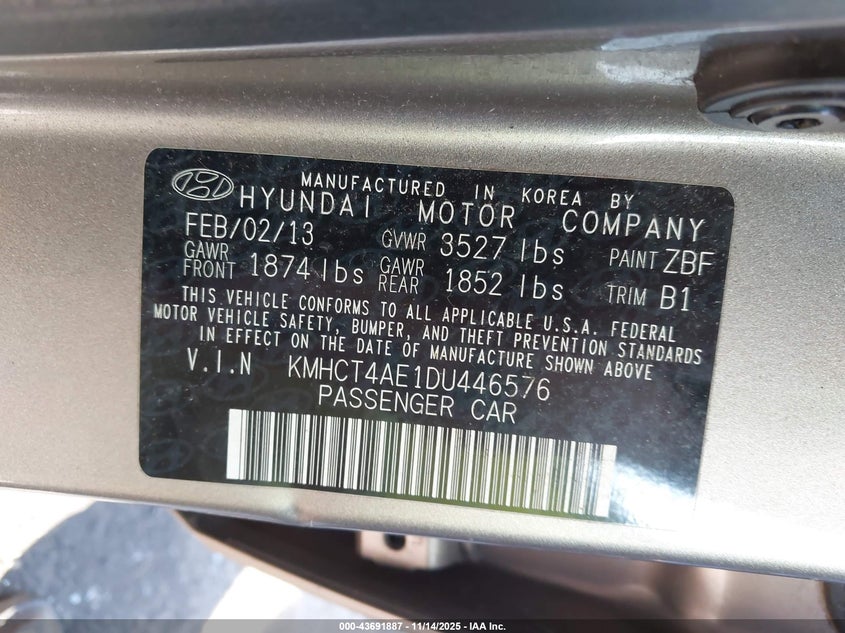 MANUFACTURED IN KOREA BY
HYUNDAI MOTOR COMPANY
FEB/02/13 GVWR 3527 lbs PAINT ZBF
GAWR FRONT 1874 lbs GAWR REAR 1852 lbs TRIM B1
THIS VEHICLE CONFORMS TO ALL APPLICABLE U.S.A. FEDERAL
MOTOR VEHICLE SAFETY, BUMPER, AND THEFT PREVENTION STANDARDS
IN EFFECT ON THE DATE OF MANUFACTURE SHOWN ABOVE
V.I.N KMHCT4AE1DU446576
PASSENGER CAR
000-43691887 - 11/14/2025 - IAA Inc.